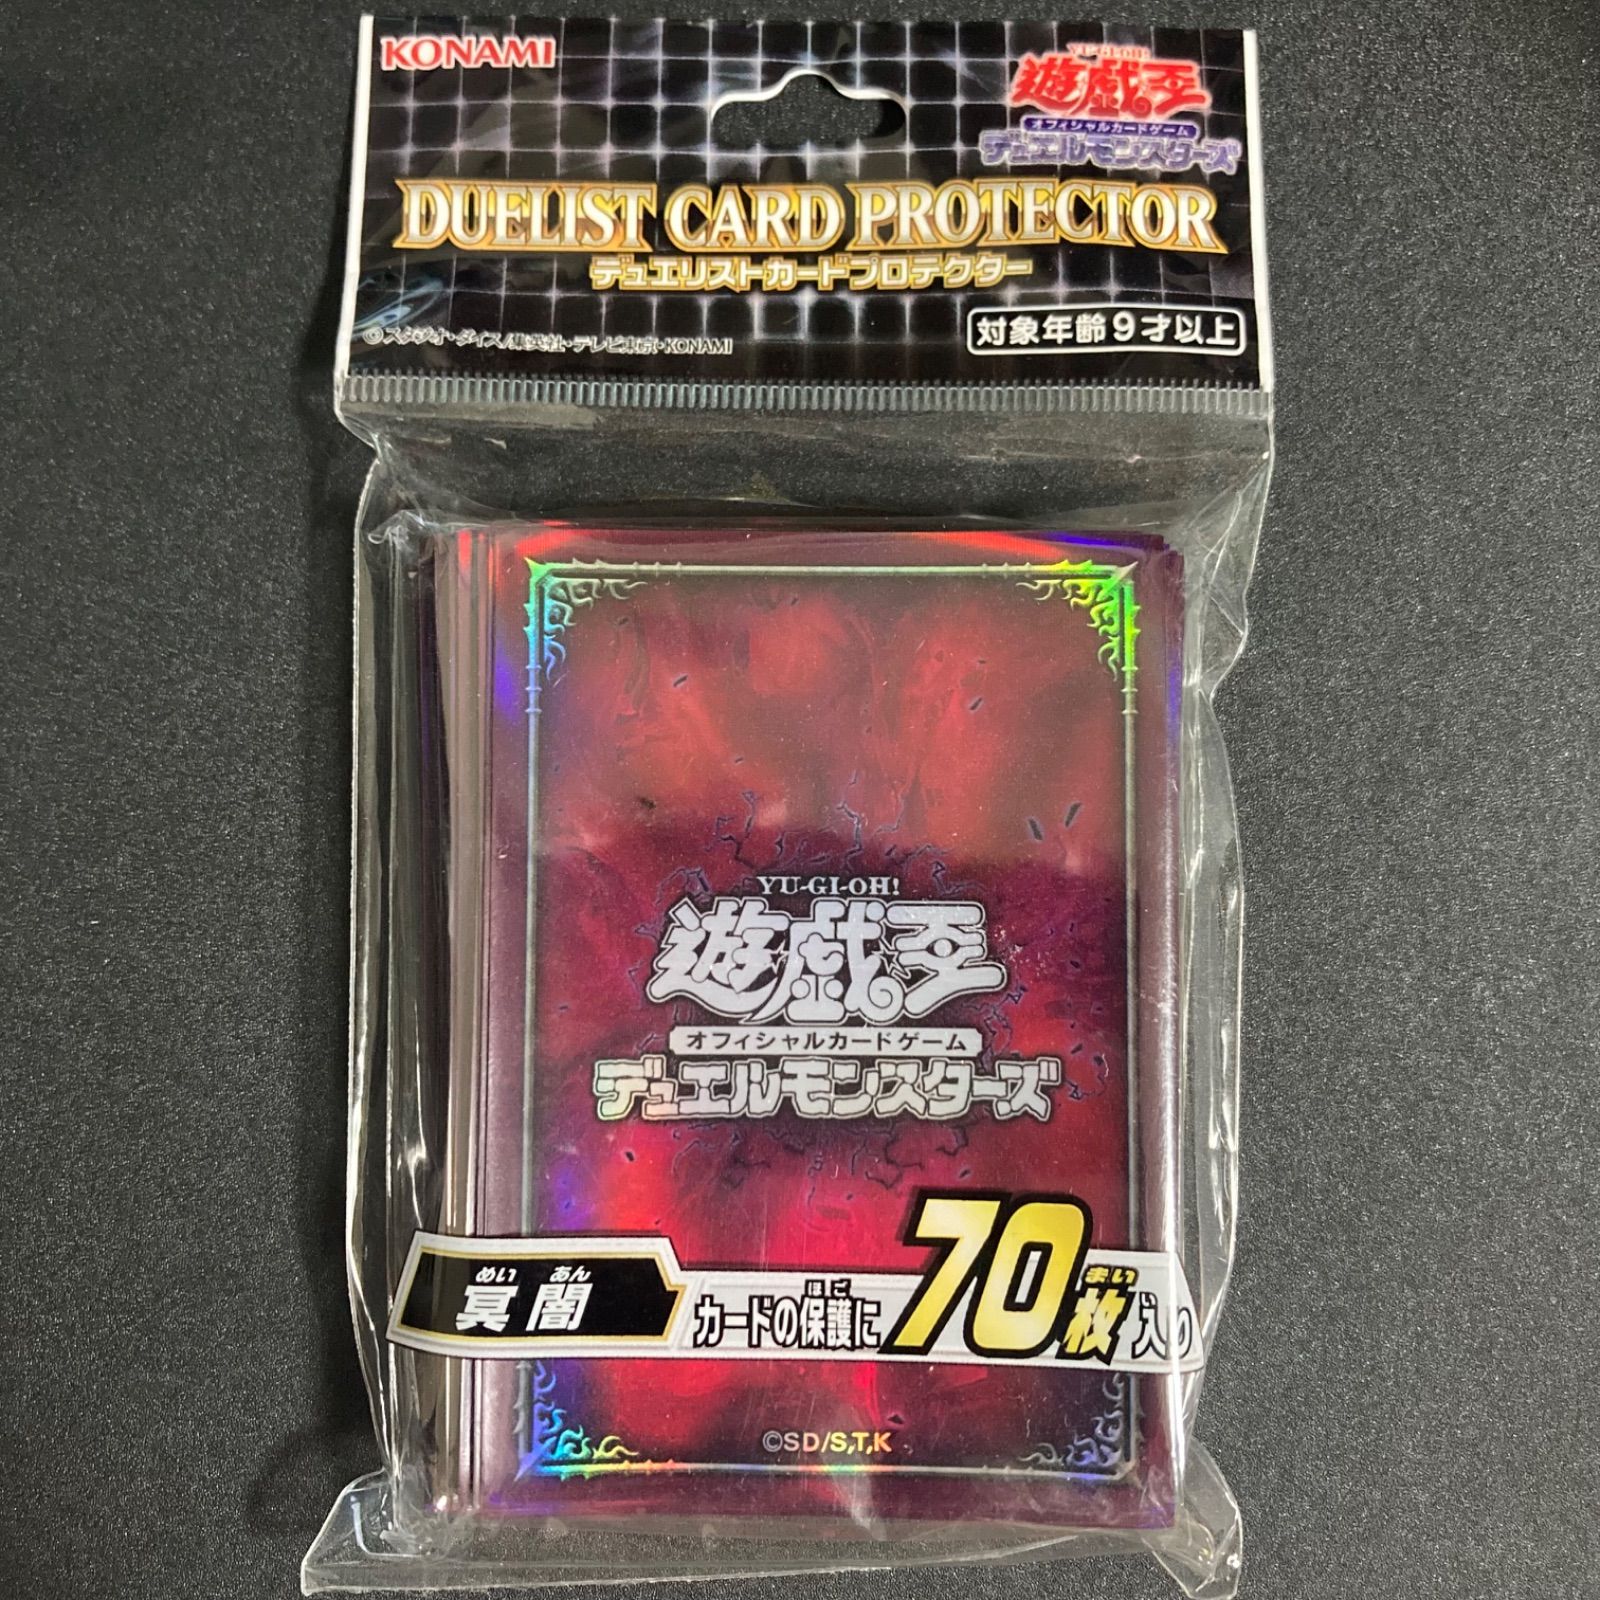 KONAMI
YU-GI-OH!
遊戯王
オフィシャルカードゲーム
デュエルモンスターズ
DUELIST CARD PROTECTOR
デュエリストカードプロテクター
©スタジオ・ダイス/集英社・テレビ東京・KONAMI
対象年齢9才以上
YU-GI-OH!
遊戯王
オフィシャルカードゲーム
デュエルモンスターズ
めい あん
冥闇
ほご まい い
カードの保護に70枚入り
©SD/S,T,K